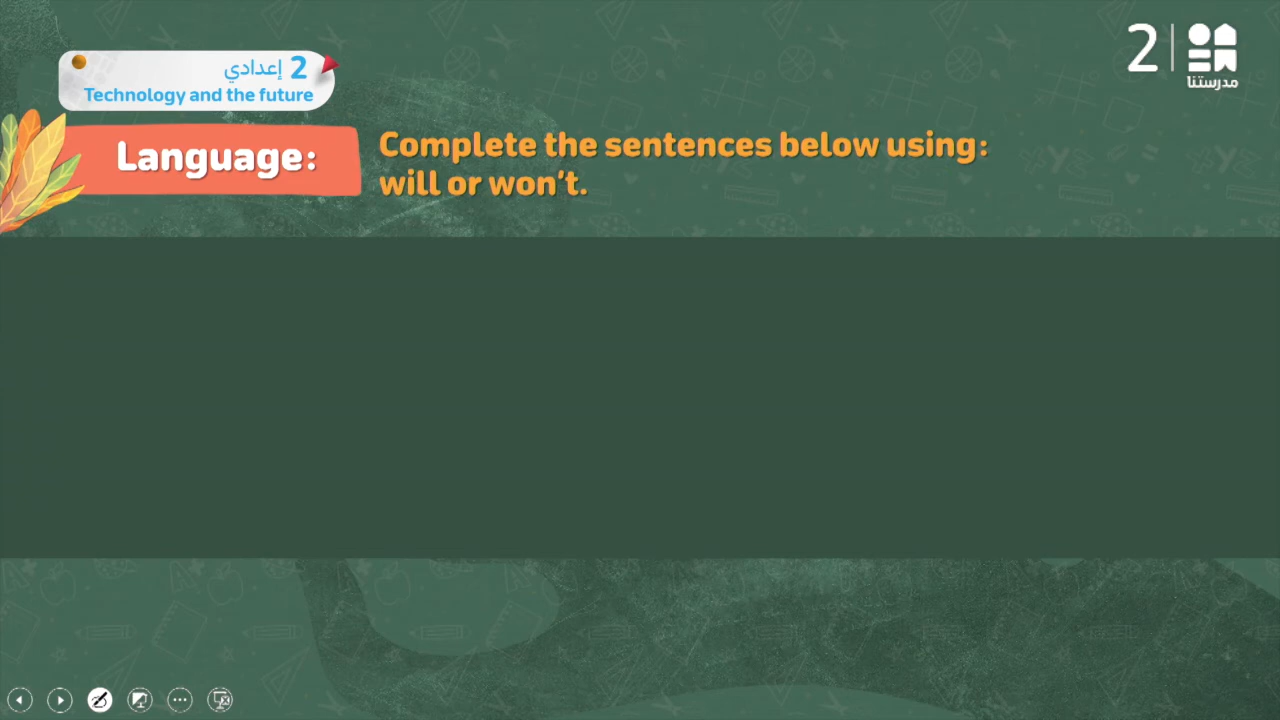 2 إعدادي
Technology and the future
2
مدرستنا
Language:
Complete the sentences below using:
will or won't.